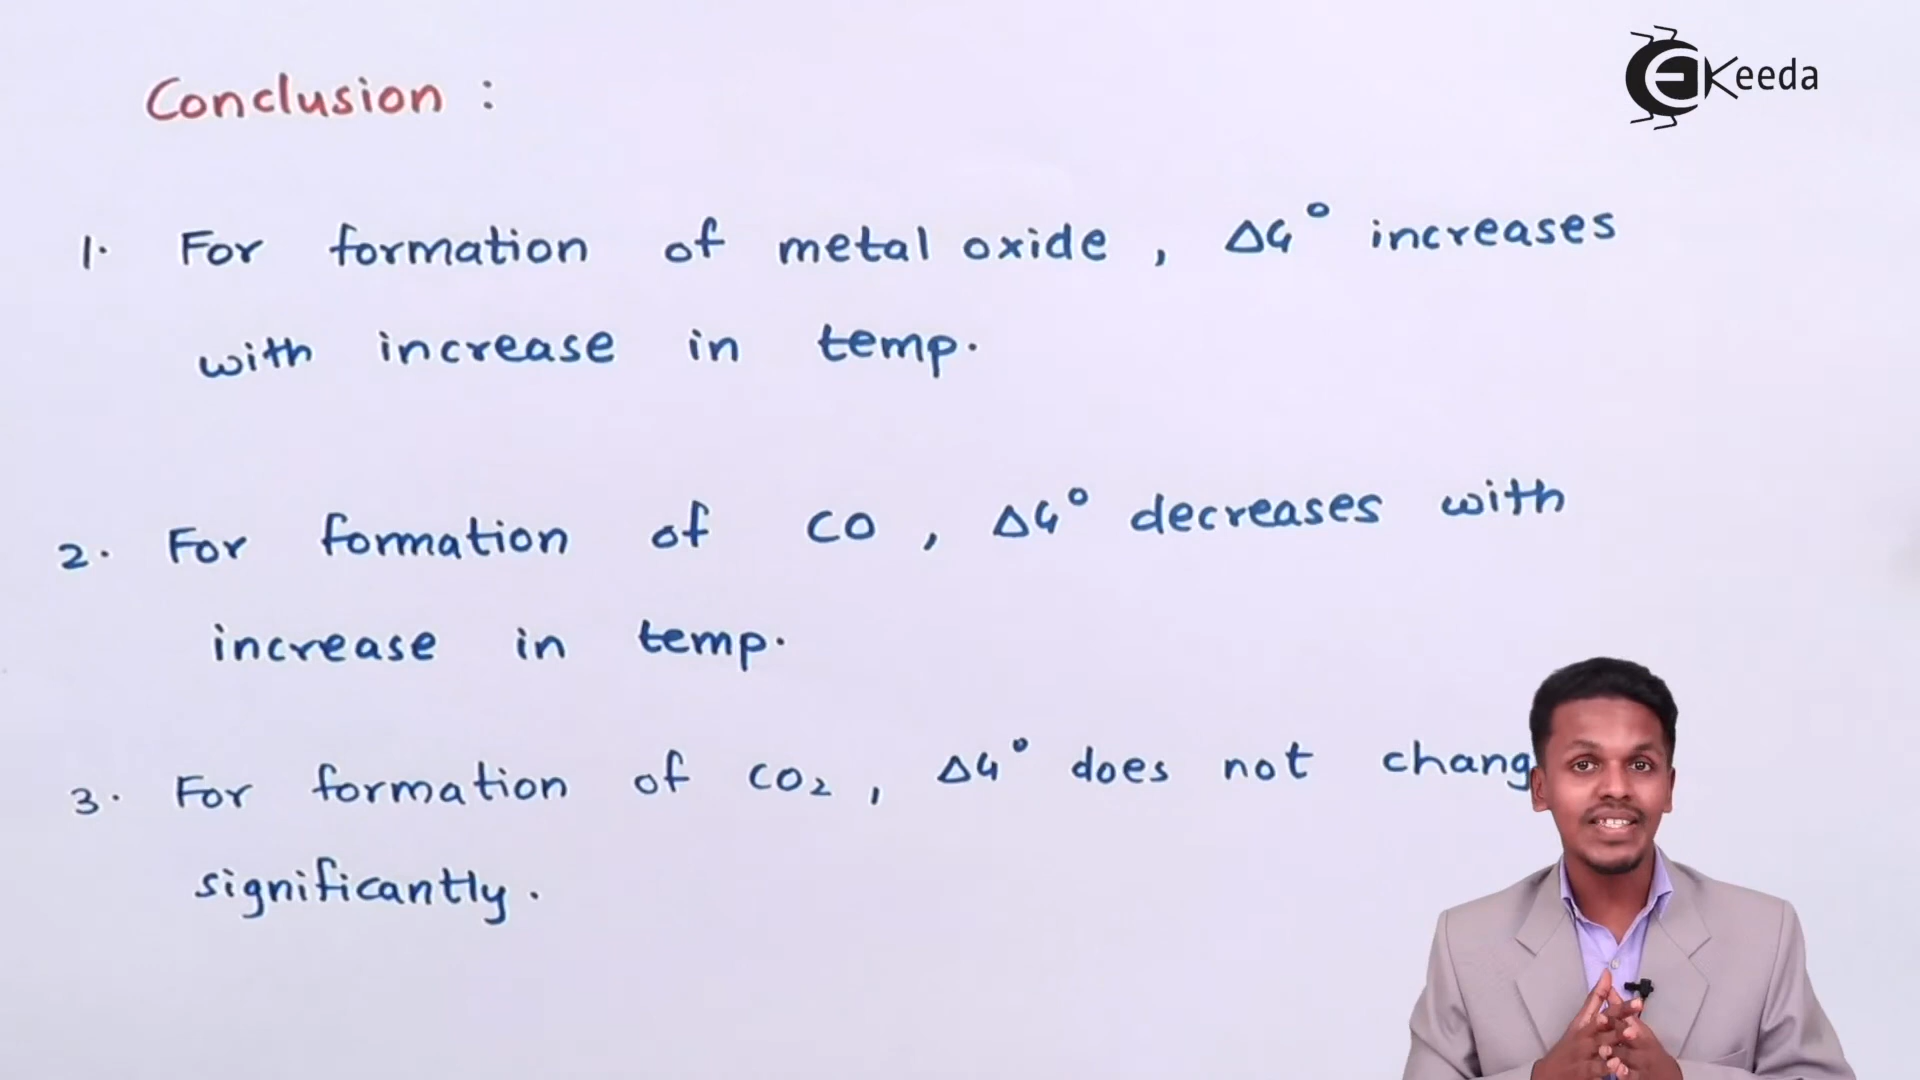 Keeda
Conclusion :
1. For formation of metal oxide , ΔG° increases
with increase in temp.
2. For formation of CO , ΔG° decreases with
increase in temp.
3. For formation of CO₂ , ΔG° does not chang
significantly.